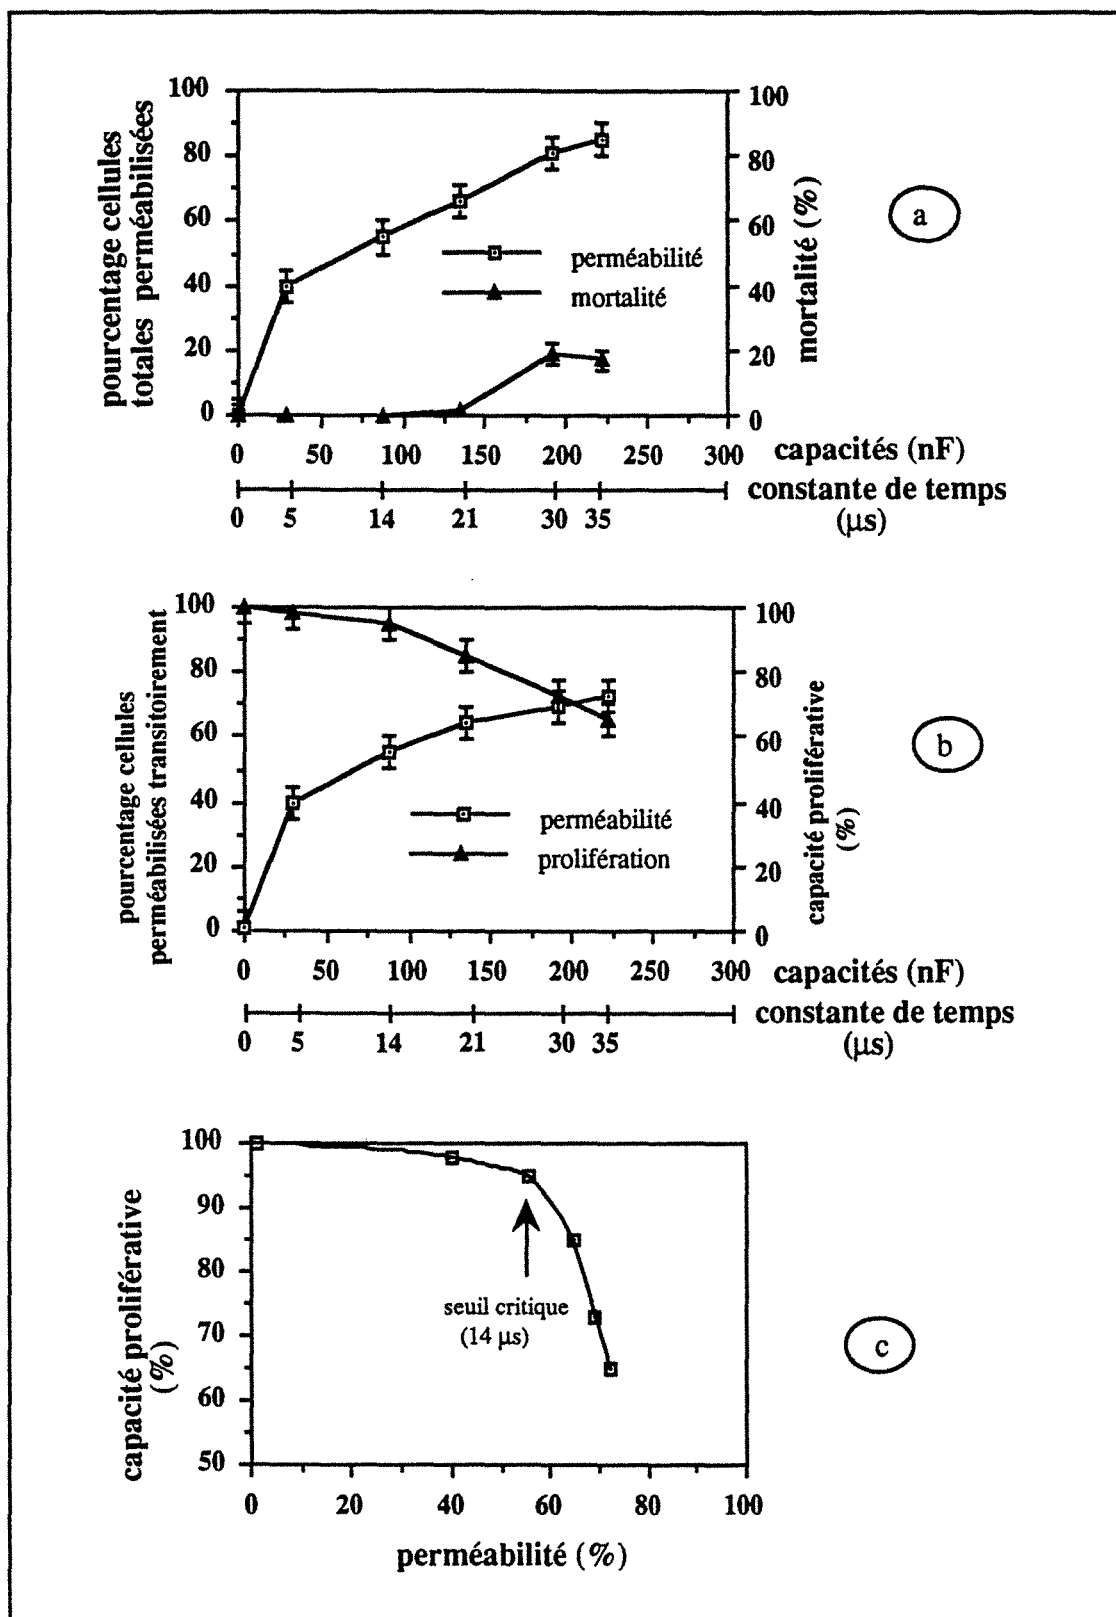 pourcentage cellules
totales perméabilisées
100
80
60
40
20
0
100
80
60
40
20
0
mortalité (%)
a
perméabilité
mortalité
0 50 100 150 200 250 300 capacités (nF)
constante de temps
(µs)
0 5 14 21 30 35
pourcentage cellules
perméabilisées transitoirement
100
80
60
40
20
0
100
80
60
40
20
0
capacité proliférative
(%)
b
perméabilité
prolifération
0 50 100 150 200 250 300 capacités (nF)
constante de temps
(µs)
0 5 14 21 30 35
capacité proliférative
(%)
100
90
80
70
60
50
seuil critique
(14 µs)
c
0 20 40 60 80 100
perméabilité (%)